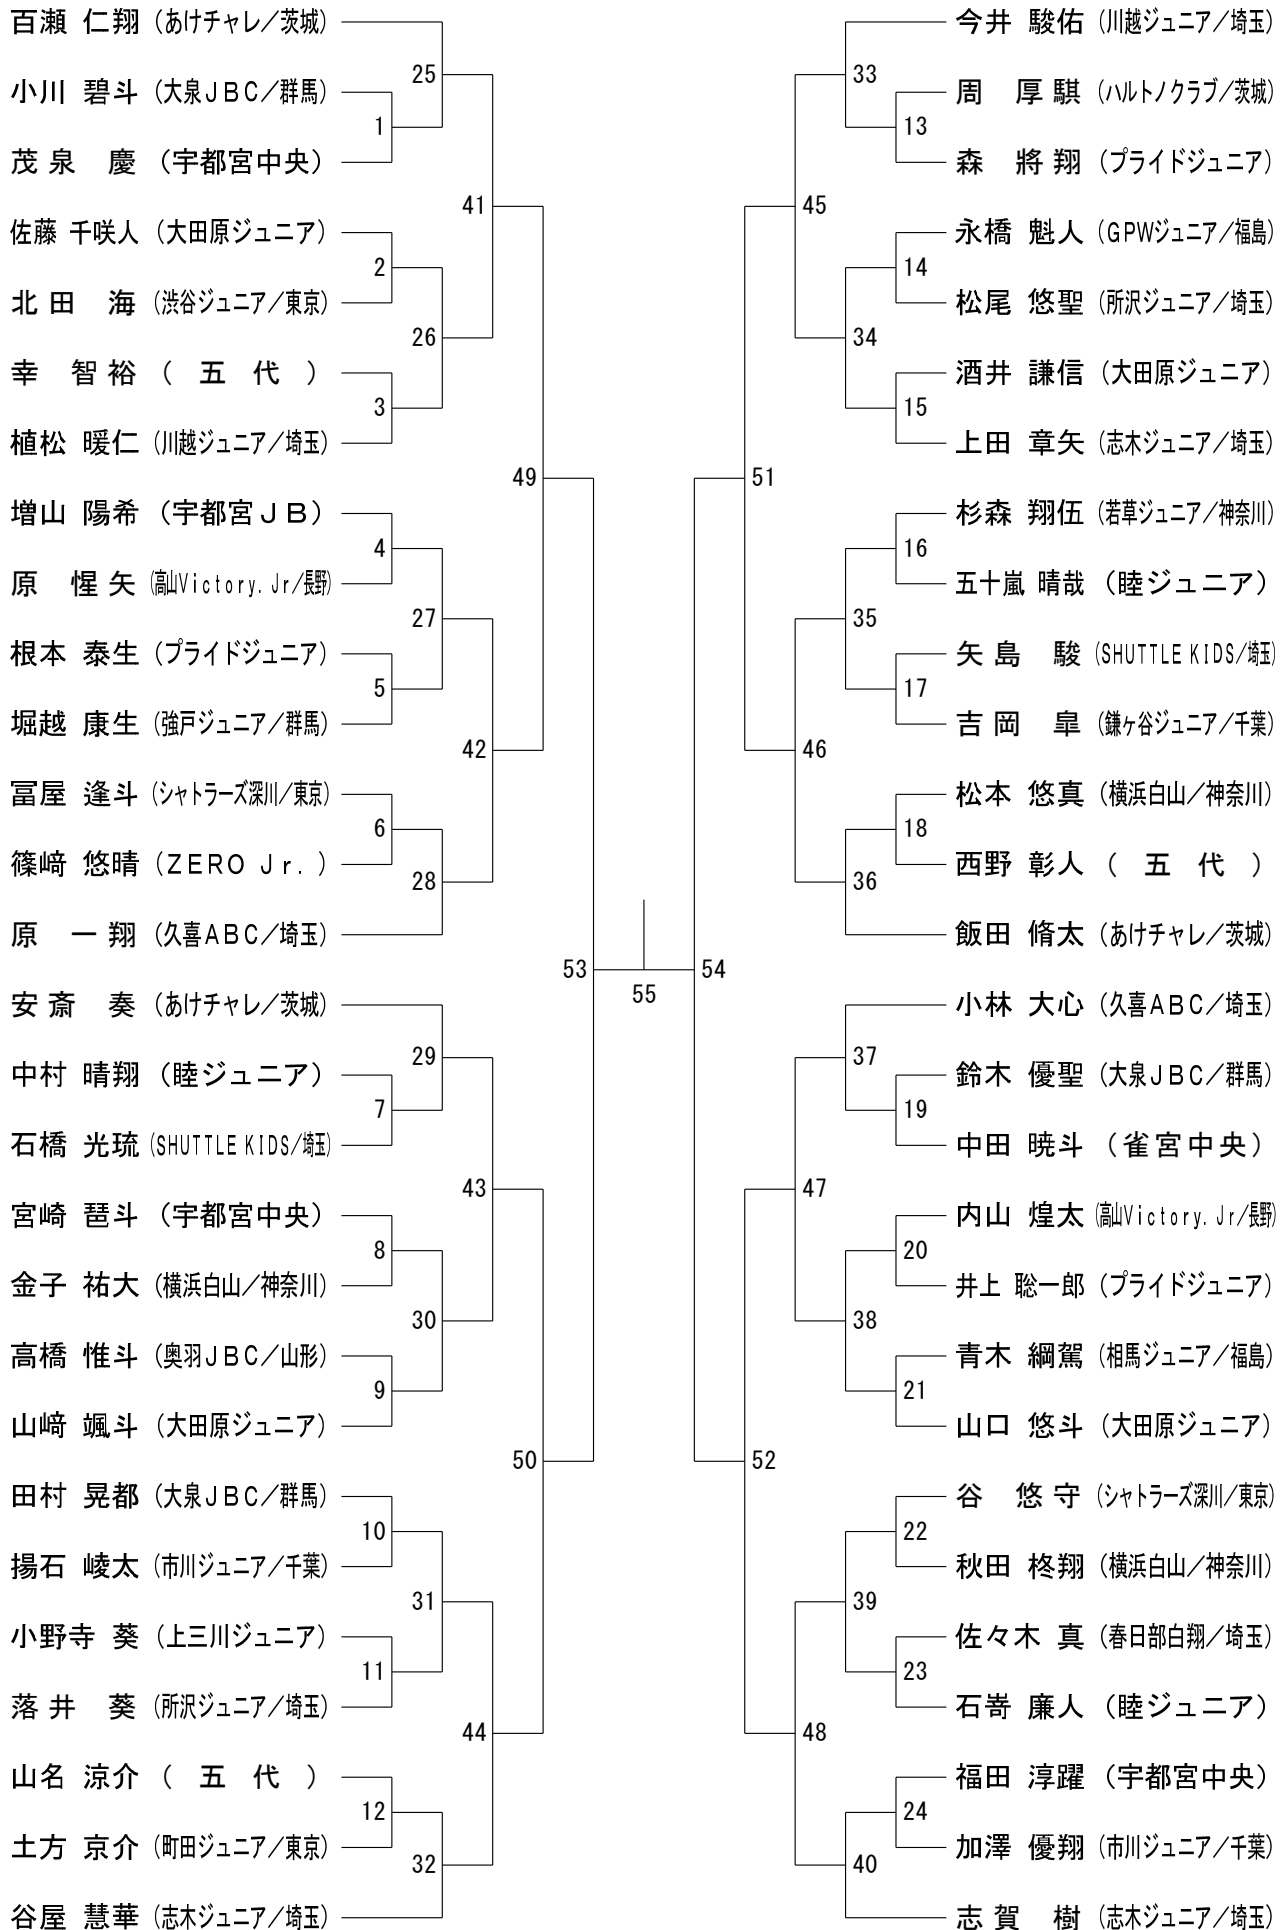 百瀬 仁翔 (あけチャレ／茨城)
小川 碧斗 (大泉ＪＢＣ／群馬)
茂泉 慶 (宇都宮中央)
佐藤 千咲人 (大田原ジュニア)
北田 海 (渋谷ジュニア／東京)
幸 智裕 ( 五 代 )
植松 暖仁 (川越ジュニア／埼玉)
増山 陽希 (宇都宮ＪＢ)
原 惺矢 (高山Victory.Jr/長野)
根本 泰生 (プライドジュニア)
堀越 康生 (強戸ジュニア／群馬)
冨屋 逢斗 (シャトラーズ深川／東京)
篠﨑 悠晴 (ZERO Jr.)
原 一翔 (久喜ABC／埼玉)
安斎 奏 (あけチャレ／茨城)
中村 晴翔 (睦ジュニア)
石橋 光琉 (SHUTTLE KIDS/埼玉)
宮崎 琶斗 (宇都宮中央)
金子 祐大 (横浜白山／神奈川)
高橋 惟斗 (奥羽ＪＢＣ／山形)
山﨑 颯斗 (大田原ジュニア)
田村 晃都 (大泉ＪＢＣ／群馬)
揚石 崚太 (市川ジュニア／千葉)
小野寺 葵 (上三川ジュニア)
落井 葵 (所沢ジュニア／埼玉)
山名 涼介 ( 五 代 )
土方 京介 (町田ジュニア／東京)
谷屋 慧華 (志木ジュニア／埼玉)
1
2
3
4
5
6
7
8
9
10
11
12
25
26
27
28
29
30
31
32
41
42
43
44
49
50
53
55
54
51
52
45
46
47
48
33
34
35
36
37
38
39
40
13
14
15
16
17
18
19
20
21
22
23
24
今井 駿佑 (川越ジュニア／埼玉)
周 厚騏 (ハルトノクラブ／茨城)
森 將翔 (プライドジュニア)
永橋 魁人 (GPWジュニア／福島)
松尾 悠聖 (所沢ジュニア／埼玉)
酒井 謙信 (大田原ジュニア)
上田 章矢 (志木ジュニア／埼玉)
杉森 翔伍 (若草ジュニア／神奈川)
五十嵐 晴哉 (睦ジュニア)
矢島 駿 (SHUTTLE KIDS/埼玉)
吉岡 皐 (鎌ヶ谷ジュニア／千葉)
松本 悠真 (横浜白山／神奈川)
西野 彰人 ( 五 代 )
飯田 脩太 (あけチャレ／茨城)
小林 大心 (久喜ABC／埼玉)
鈴木 優聖 (大泉ＪＢＣ／群馬)
中田 暁斗 (雀宮中央)
内山 煌太 (高山Victory.Jr/長野)
井上 聡一郎 (プライドジュニア)
青木 綱駕 (相馬ジュニア／福島)
山口 悠斗 (大田原ジュニア)
谷 悠守 (シャトラーズ深川／東京)
秋田 柊翔 (横浜白山／神奈川)
佐々木 真 (春日部白翔／埼玉)
石嵜 廉人 (睦ジュニア)
福田 淳躍 (宇都宮中央)
加澤 優翔 (市川ジュニア／千葉)
志賀 樹 (志木ジュニア／埼玉)